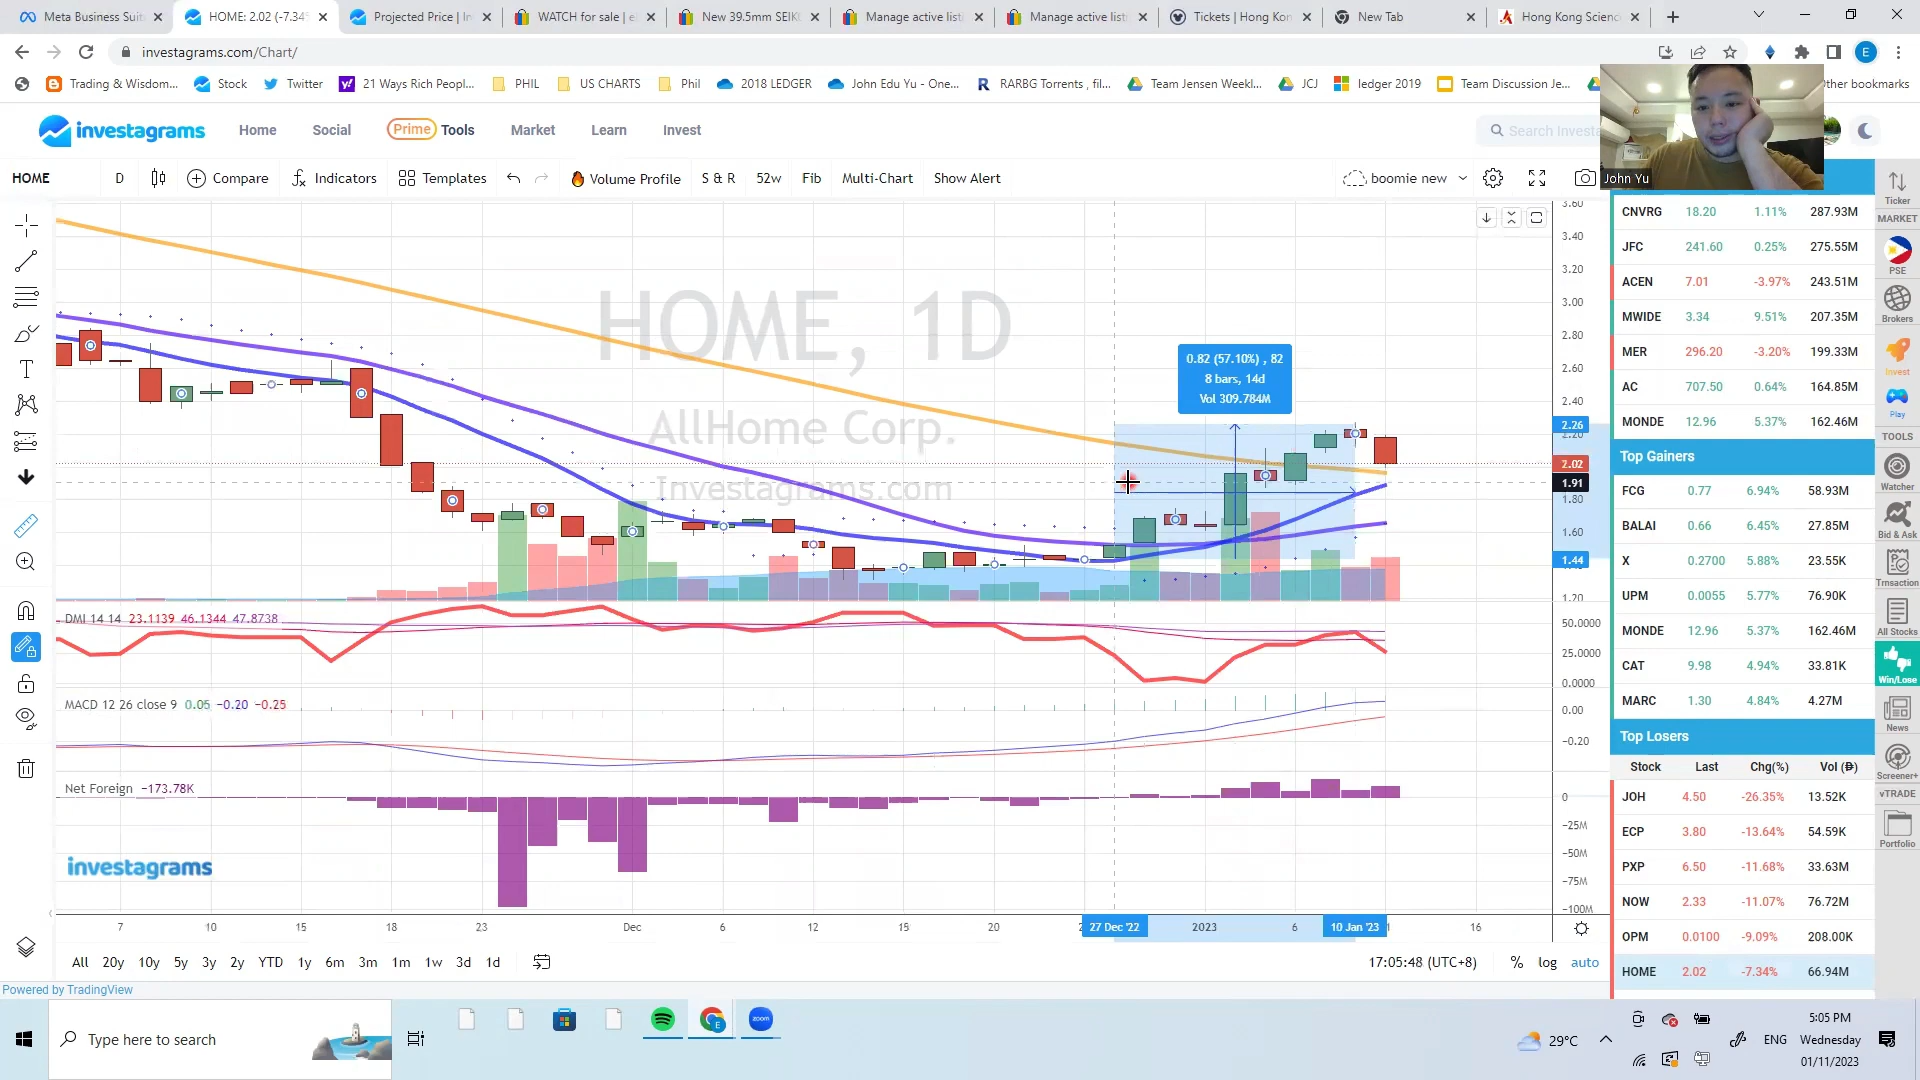 Meta Business Suit
HOME: 2.02 (-7.34
Projected Price | In
WATCH for sale | e
New 39.5mm SEIK
Manage active list
Manage active list
Tickets | Hong Kon
New Tab
Hong Kong Scienc
investagrams.com/Chart/
E
Trading & Wisdom...
Stock
Twitter
21 Ways Rich Peopl...
PHIL
US CHARTS
Phil
2018 LEDGER
John Edu Yu - One...
RARBG Torrents , fil...
Team Jensen Weekl...
JCJ
ledger 2019
Team Discussion Je...
Other bookmarks
investagrams
Home
Social
Prime Tools
Market
Learn
Invest
Search Investa
John Yu
HOME
D
Compare
Indicators
Templates
Volume Profile
S & R
52w
Fib
Multi-Chart
Show Alert
boomie new
HOME, 1D
AllHome Corp.
Investagrams.com
0.82 (57.10%) , 82
8 bars, 14d
Vol 309.784M
3.60
3.40
3.20
3.00
2.80
2.60
2.40
2.26
2.20
2.02
1.91
1.80
1.60
1.44
1.20
DMI 14 14 23.1139 46.1344 47.8738
50.0000
25.0000
0.0000
MACD 12 26 close 9 0.05 −0.20 −0.25
0.00
−0.20
Net Foreign −173.78K
0
−25M
−50M
−75M
−100M
investagrams
7
10
15
18
23
Dec
6
12
15
20
27 Dec '22
2023
6
10 Jan '23
16
All
20y
10y
5y
3y
2y
YTD
1y
6m
3m
1m
1w
3d
1d
17:05:48 (UTC+8)
%
log
auto
Powered by TradingView
CNVRG 18.20 1.11% 287.93M
JFC 241.60 0.25% 275.55M
ACEN 7.01 -3.97% 243.51M
MWIDE 3.34 9.51% 207.35M
MER 296.20 -3.20% 199.33M
AC 707.50 0.64% 164.85M
MONDE 12.96 5.37% 162.46M
Top Gainers
FCG 0.77 6.94% 58.93M
BALAI 0.66 6.45% 27.85M
X 0.2700 5.88% 23.55K
UPM 0.0055 5.77% 76.90K
MONDE 12.96 5.37% 162.46M
CAT 9.98 4.94% 33.81K
MARC 1.30 4.84% 4.27M
Top Losers
Stock Last Chg(%) Vol (₱)
JOH 4.50 -26.35% 13.52K
ECP 3.80 -13.64% 54.59K
PXP 6.50 -11.68% 33.63M
NOW 2.33 -11.07% 76.72M
OPM 0.0100 -9.09% 208.00K
HOME 2.02 -7.34% 66.94M
Ticker
MARKET
PSE
Brokers
Invest
Play
TOOLS
Watcher
Bid & Ask
Trnsaction
All Stocks
Win/Lose
News
Screener+
vTRADE
Portfolio
Type here to search
zoom
29°C
ENG
5:05 PM
Wednesday
01/11/2023